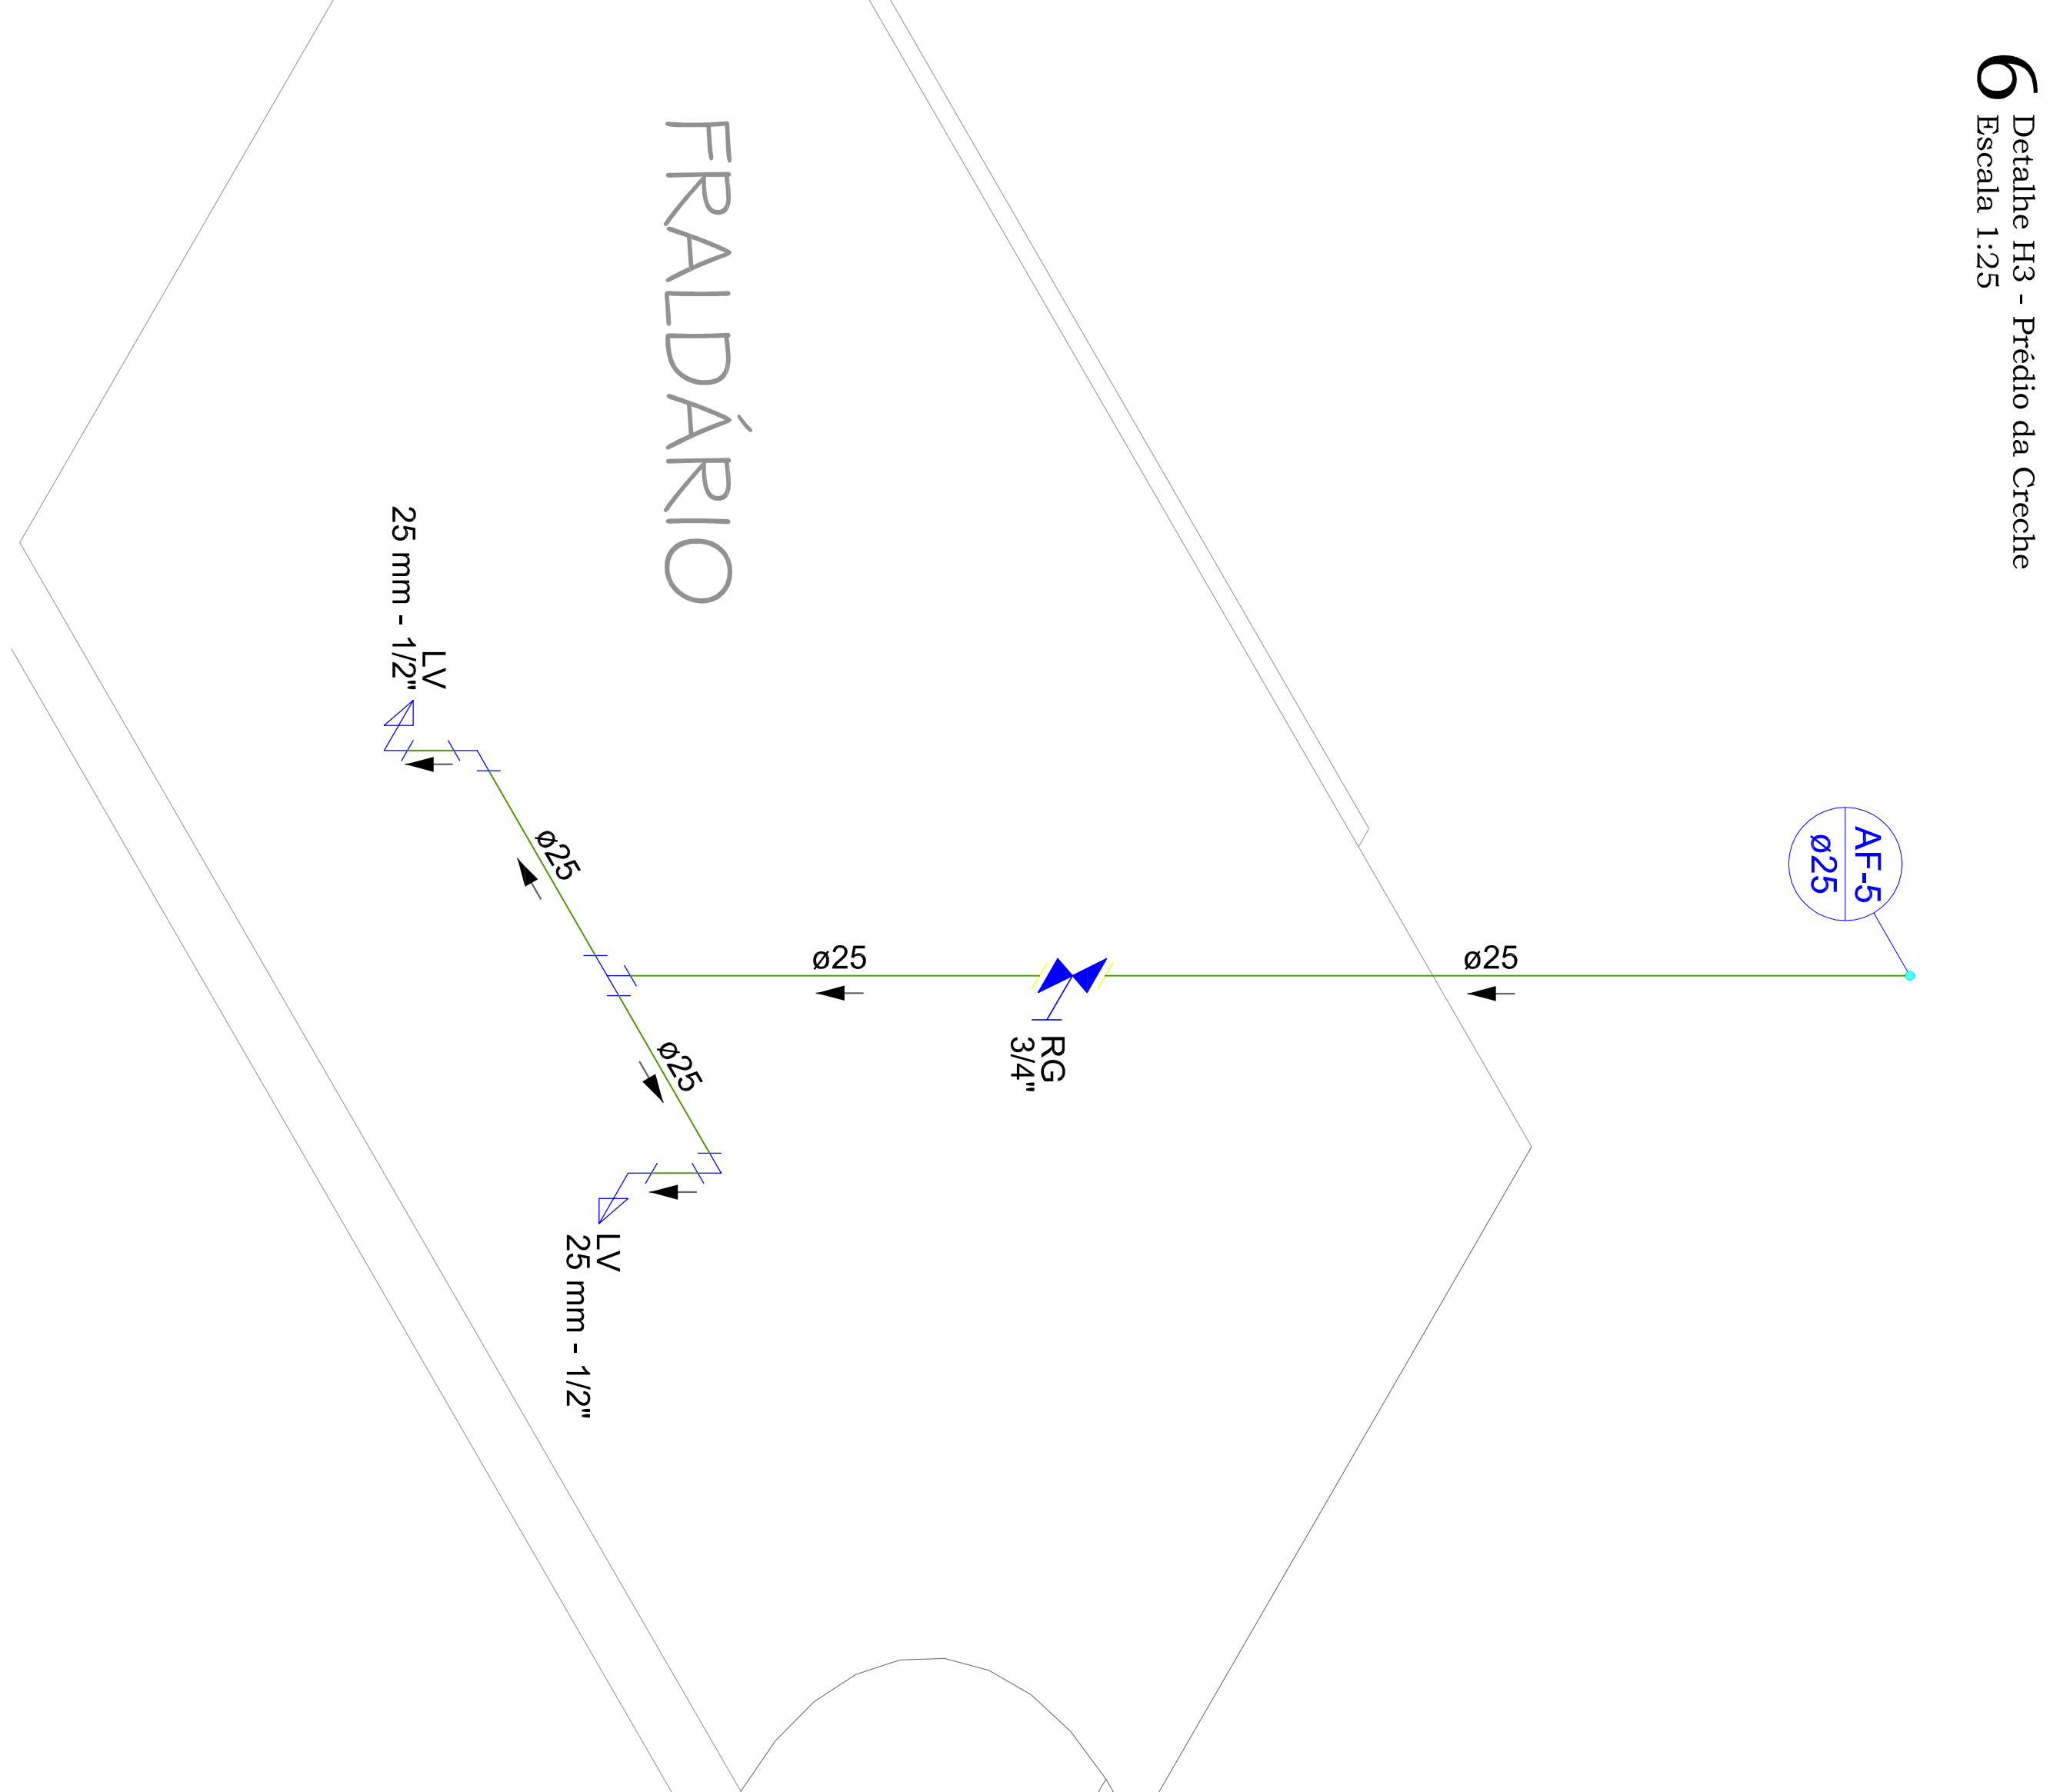 6
Detalhe H3 - Prédio da Creche
Escala 1:25
AF-5
ø25
ø25
RG
3/4"
ø25
FRALDÁRIO
ø25
ø25
LV
25 mm - 1/2"
LV
25 mm - 1/2"